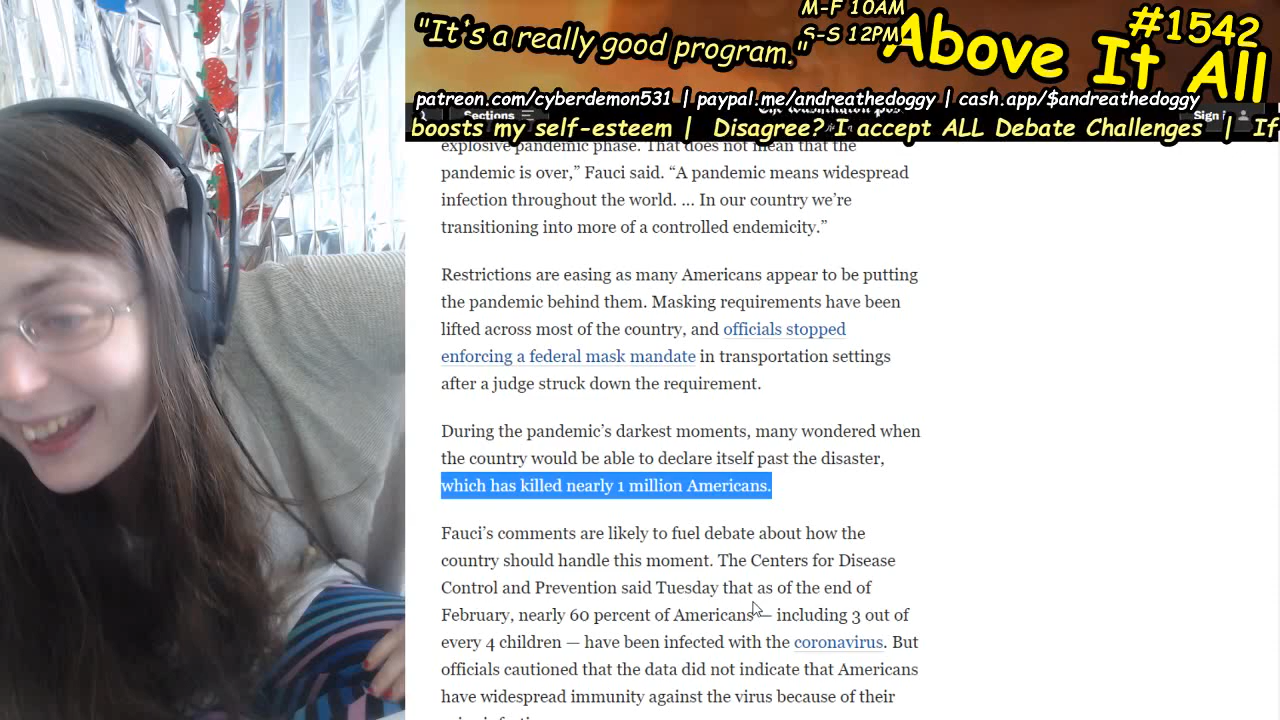 "It's a really good program."
M-F 10AM
S-S 12PM
Above It All
#1542
patreon.com/cyberdemon531 | paypal.me/andreathedoggy | cash.app/$andreathedoggy
Sections
Sign
boosts my self-esteem | Disagree? I accept ALL Debate Challenges | If
explosive pandemic phase. That does not mean that the
pandemic is over,” Fauci said. “A pandemic means widespread
infection throughout the world. ... In our country we’re
transitioning into more of a controlled endemicity.”
Restrictions are easing as many Americans appear to be putting
the pandemic behind them. Masking requirements have been
lifted across most of the country, and officials stopped
enforcing a federal mask mandate in transportation settings
after a judge struck down the requirement.
During the pandemic’s darkest moments, many wondered when
the country would be able to declare itself past the disaster,
which has killed nearly 1 million Americans.
Fauci’s comments are likely to fuel debate about how the
country should handle this moment. The Centers for Disease
Control and Prevention said Tuesday that as of the end of
February, nearly 60 percent of Americans — including 3 out of
every 4 children — have been infected with the coronavirus. But
officials cautioned that the data did not indicate that Americans
have widespread immunity against the virus because of their